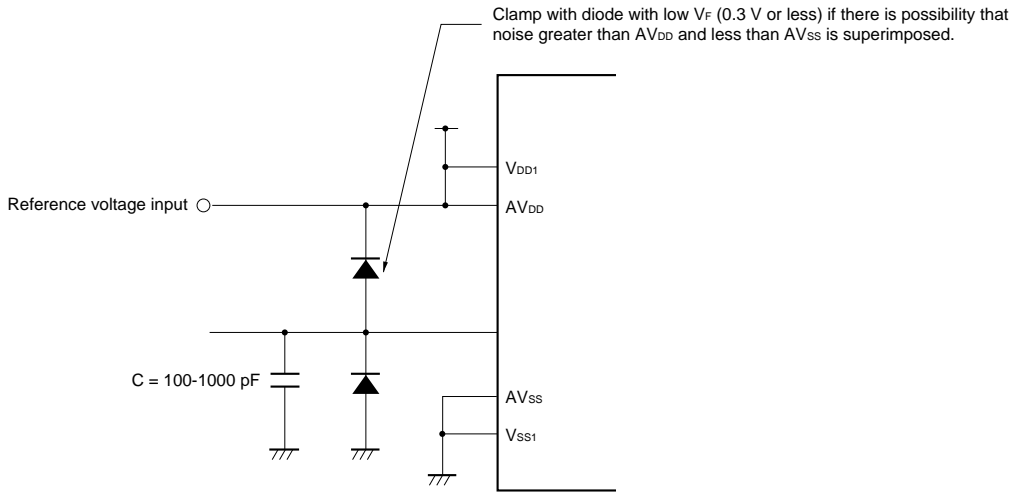 Clamp with diode with low VF (0.3 V or less) if there is possibility that
noise greater than AVDD and less than AVSS is superimposed.
VDD1
Reference voltage input
AVDD
C = 100-1000 pF
AVSS
VSS1